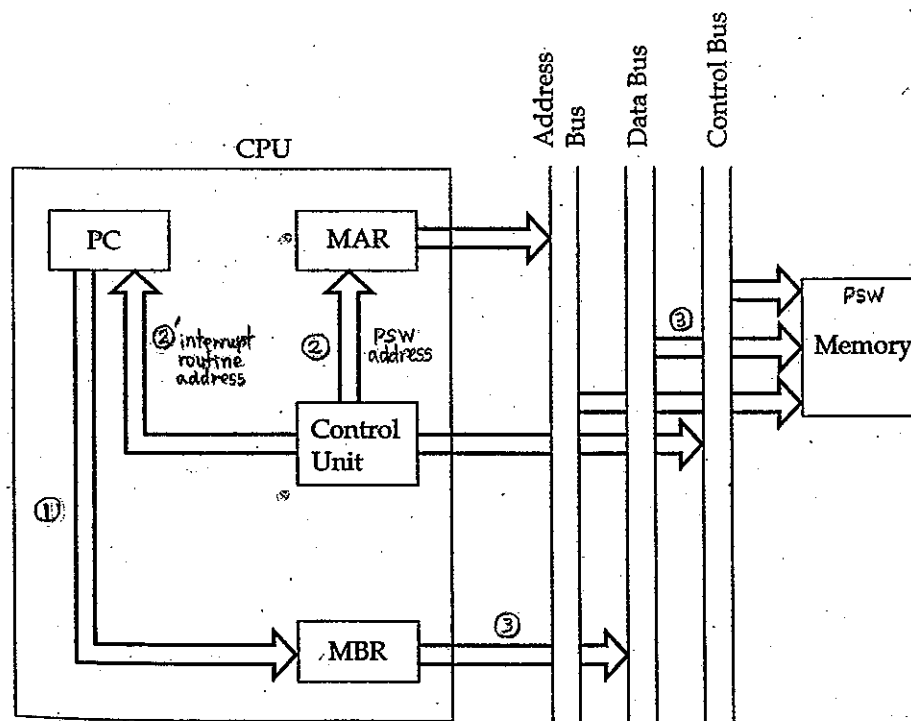 Address
Bus
Data Bus
Control Bus
CPU
PC
MAR
PSW
Memory
②' interrupt
routine
address
②
PSW
address
③
Control
Unit
①
MBR
③